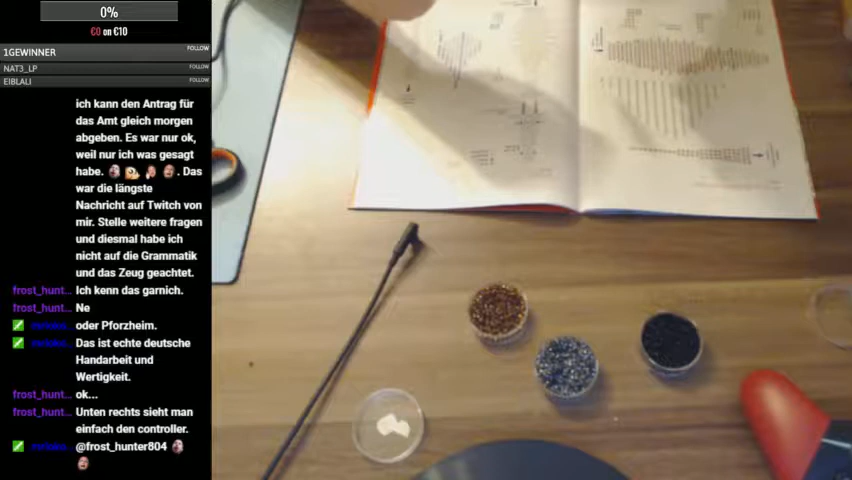 0%
€0 on €10
1GEWINNER FOLLOW
NAT3_LP FOLLOW
EIBLALI FOLLOW
ich kann den Antrag für
das Amt gleich morgen
abgeben. Es war nur ok,
weil nur ich was gesagt
habe. . Das
war die längste
Nachricht auf Twitch von
mir. Stelle weitere fragen
und diesmal habe ich
nicht auf die Grammatik
und das Zeug geachtet.
frost_hunt... Ich kenn das garnich.
frost_hunt... Ne
oder Pforzheim.
Das ist echte deutsche
Handarbeit und
Wertigkeit.
frost_hunt... ok...
frost_hunt... Unten rechts sieht man
einfach den controller.
@frost_hunter804